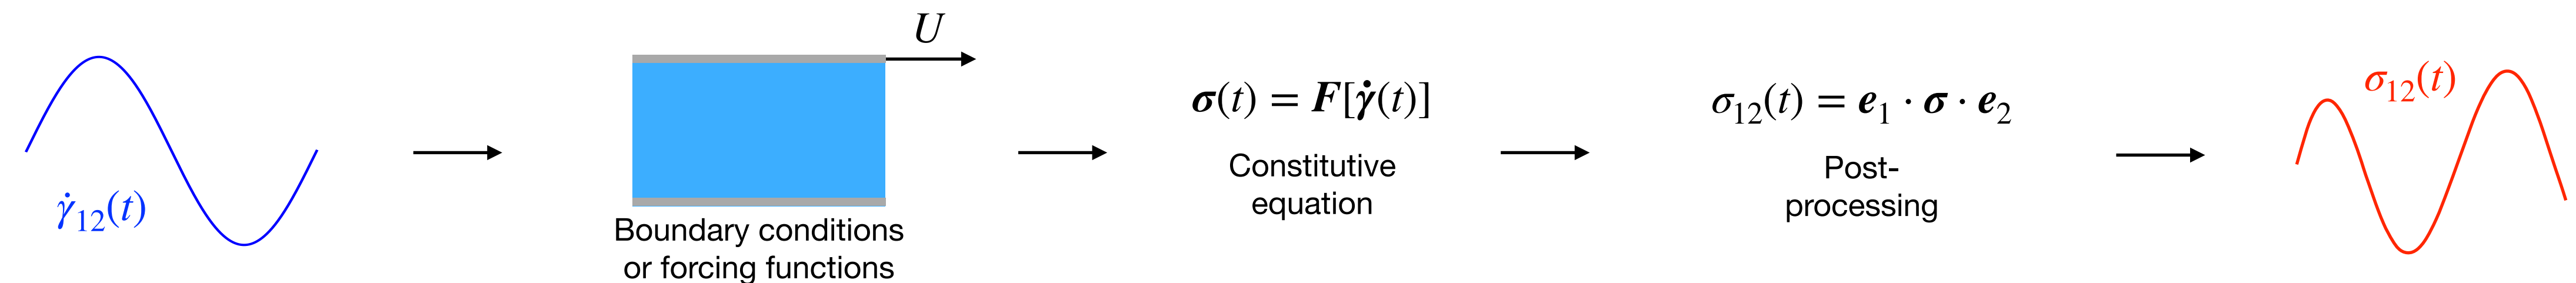 γ̇₁₂(t)
U
Boundary conditions
or forcing functions
𝝈(t) = 𝑭[𝜸̇(t)]
Constitutive
equation
σ₁₂(t) = 𝒆₁ · 𝝈 · 𝒆₂
Post-
processing
σ₁₂(t)